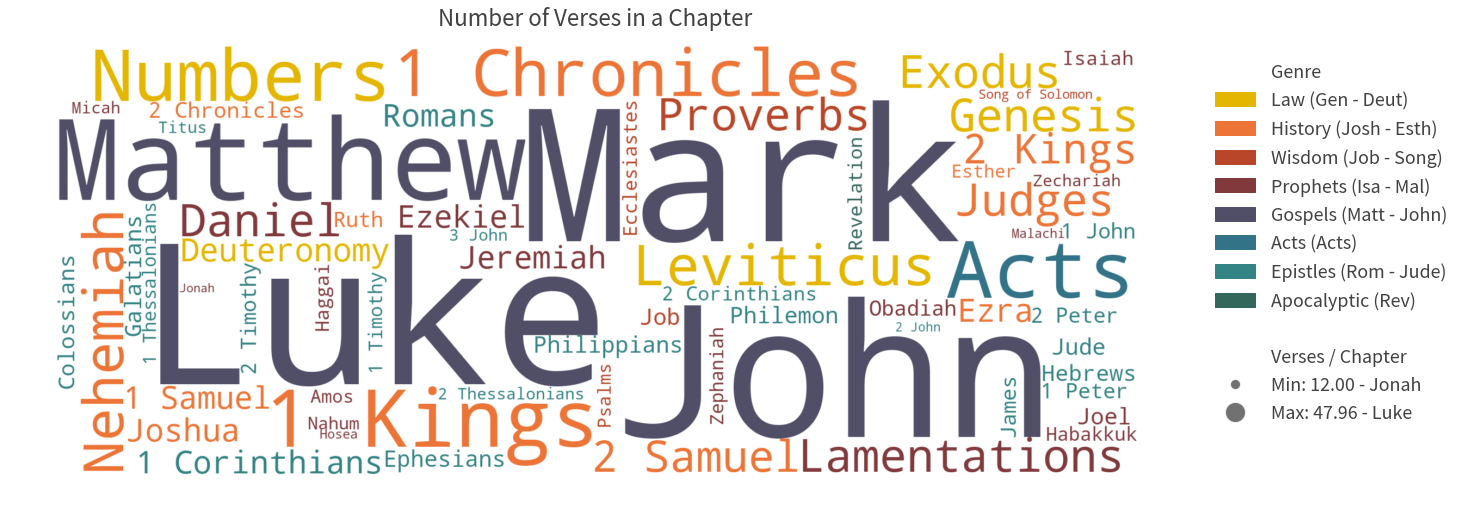 Number of Verses in a Chapter
Numbers
1 Chronicles
Exodus
Isaiah
Song of Solomon
Micah
2 Chronicles
Titus
Romans
Proverbs
Genesis
Matthew
Mark
Ecclesiastes
Revelation
2 Kings
Esther
Zechariah
Judges
Daniel
Ruth
Ezekiel
3 John
Malachi
1 John
Nehemiah
Galatians
1 Thessalonians
Deuteronomy
Jeremiah
Leviticus
Acts
Colossians
Luke
Jonah
2 Timothy
Haggai
1 Timothy
2 Corinthians
Job
Philemon
Obadiah
2 John
Ezra
2 Peter
Philippians
John
Zephaniah
Jude
Hebrews
1 Peter
James
Joel
Habakkuk
1 Samuel
Joshua
1 Kings
Amos
Nahum
Hosea
2 Thessalonians
Psalms
1 Corinthians
Ephesians
2 Samuel
Lamentations
Genre
Law (Gen - Deut)
History (Josh - Esth)
Wisdom (Job - Song)
Prophets (Isa - Mal)
Gospels (Matt - John)
Acts (Acts)
Epistles (Rom - Jude)
Apocalyptic (Rev)
Verses / Chapter
Min: 12.00 - Jonah
Max: 47.96 - Luke